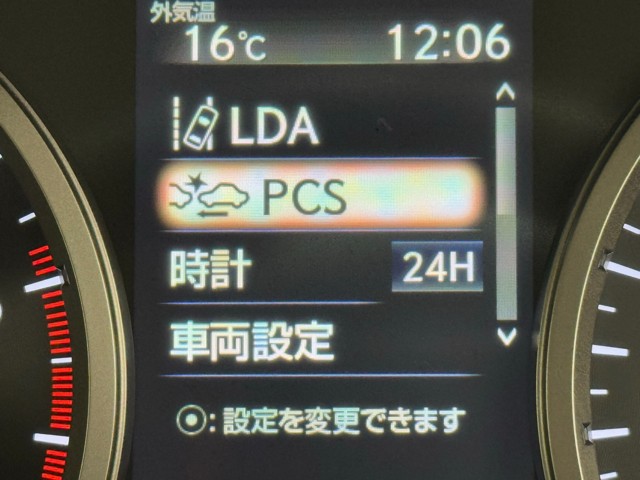 外気温
16℃ 12:06
LDA
PCS
時計 24H
車両設定
⦿:設定を変更できます